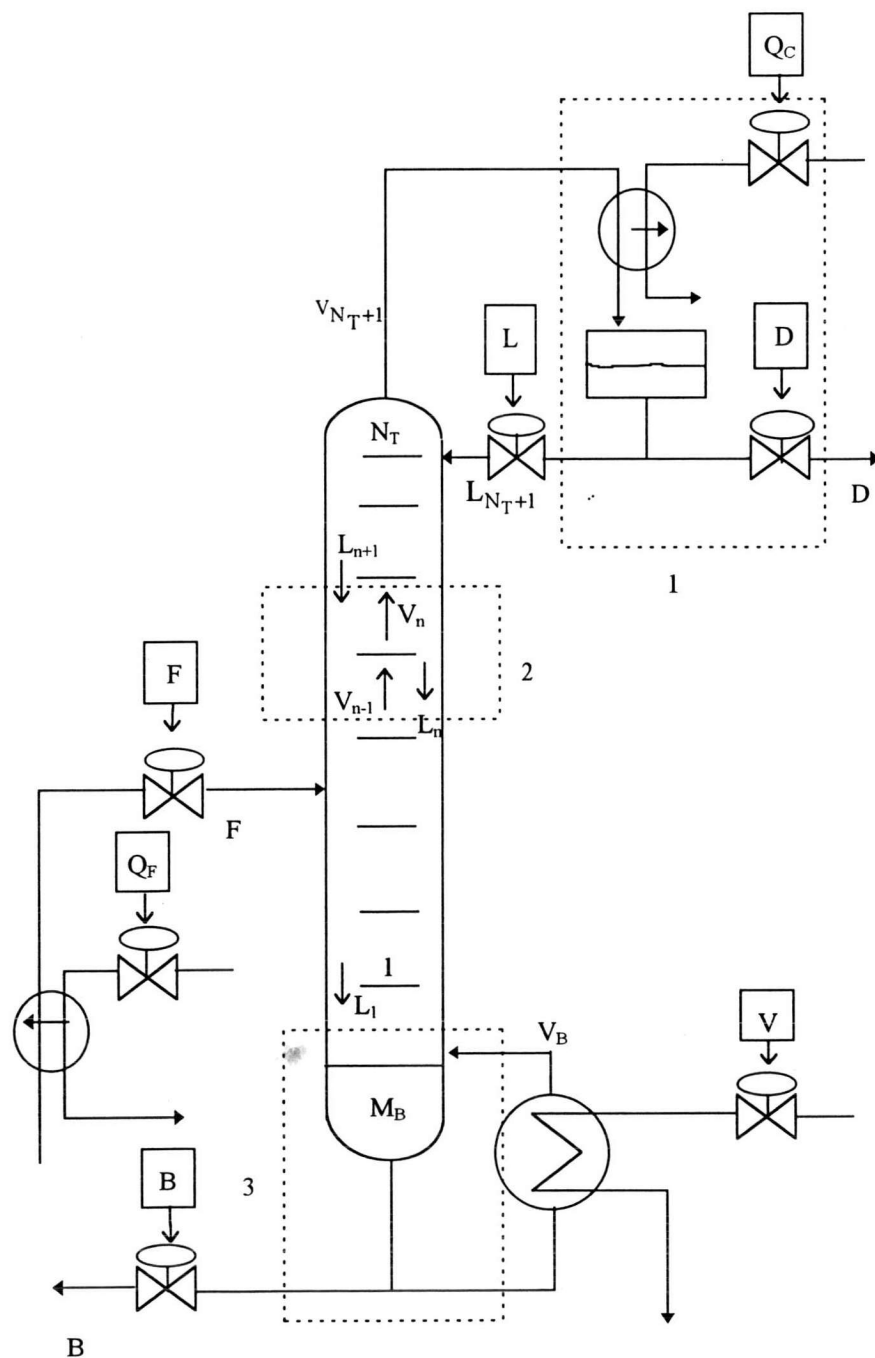 Q_C
V_{N_T+1}
L
D
N_T
L_{N_T+1}
D
L_{n+1}
1
V_n
F
2
V_{n-1}
L_n
F
Q_F
1
L_1
V_B
V
M_B
B
3
B